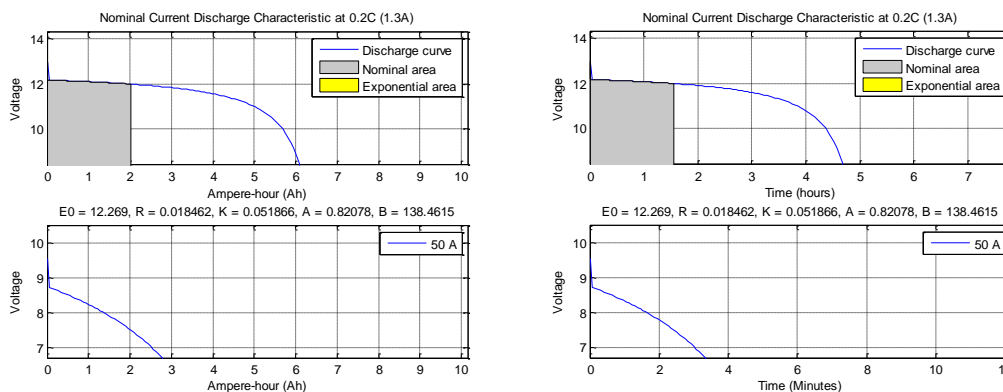 Nominal Current Discharge Characteristic at 0.2C (1.3A)
14
12
10
Voltage
Discharge curve
Nominal area
Exponential area
0 1 2 3 4 5 6 7 8 9 10
Ampere-hour (Ah)
E0 = 12.269, R = 0.018462, K = 0.051866, A = 0.82078, B = 138.4615
10
9
8
7
Voltage
50 A
0 1 2 3 4 5 6 7 8 9 10
Ampere-hour (Ah)
Nominal Current Discharge Characteristic at 0.2C (1.3A)
14
12
10
Voltage
Discharge curve
Nominal area
Exponential area
0 1 2 3 4 5 6 7
Time (hours)
E0 = 12.269, R = 0.018462, K = 0.051866, A = 0.82078, B = 138.4615
10
9
8
7
Voltage
50 A
0 2 4 6 8 10
Time (Minutes)